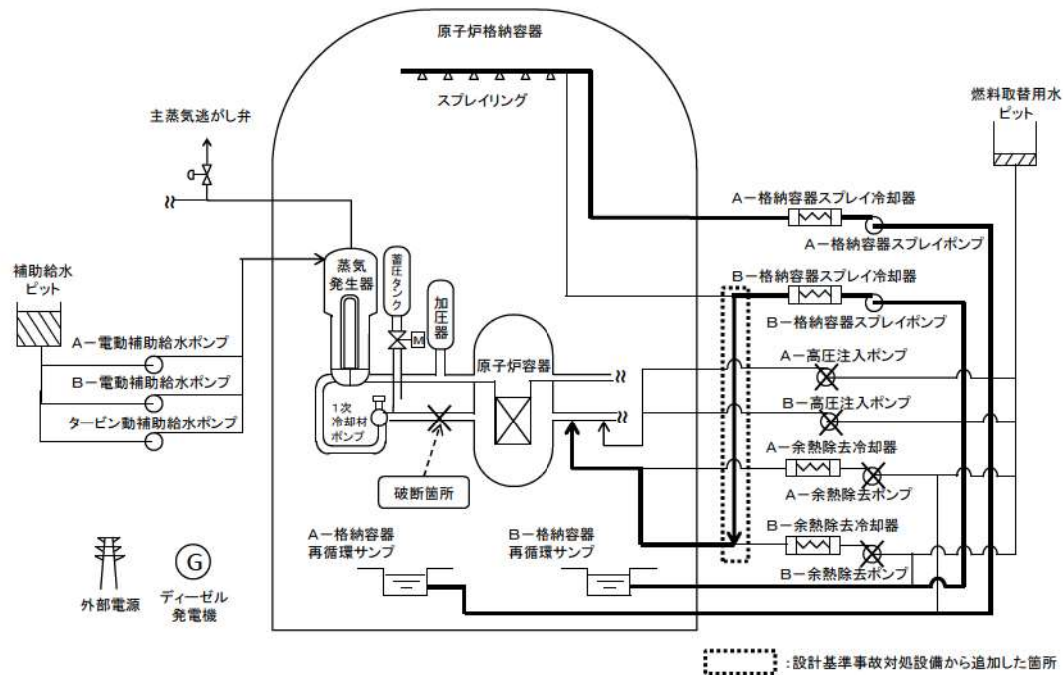 原子炉格納容器
スプレイリング
燃料取替用水
ピット
主蒸気逃がし弁
A－格納容器スプレイ冷却器
A－格納容器スプレイポンプ
B－格納容器スプレイ冷却器
B－格納容器スプレイポンプ
補助給水
ピット
蒸気
発生器
蓄圧タンク
加圧器
M
原子炉容器
A－高圧注入ポンプ
B－高圧注入ポンプ
A－電動補助給水ポンプ
B－電動補助給水ポンプ
タービン動補助給水ポンプ
1次
冷却材
ポンプ
破断箇所
A－余熱除去冷却器
A－余熱除去ポンプ
B－余熱除去冷却器
B－余熱除去ポンプ
A－格納容器
再循環サンプ
B－格納容器
再循環サンプ
外部電源
G
ディーゼル
発電機
：設計基準事故対処設備から追加した箇所